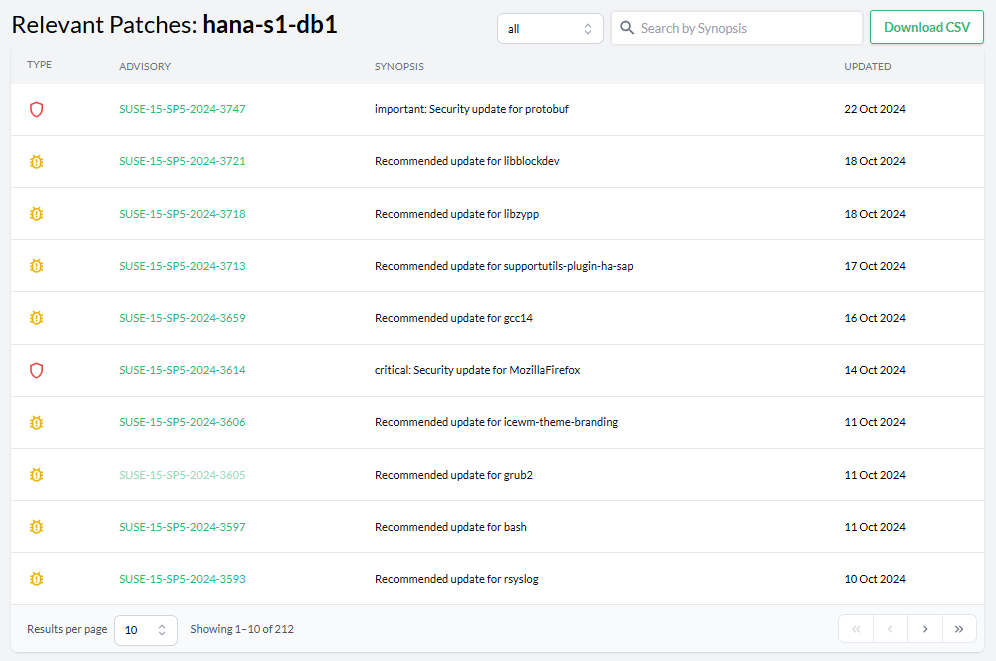 Relevant Patches: hana-s1-db1
all
Search by Synopsis
Download CSV
TYPE ADVISORY SYNOPSIS UPDATED
SUSE-15-SP5-2024-3747 important: Security update for protobuf 22 Oct 2024
SUSE-15-SP5-2024-3721 Recommended update for libblockdev 18 Oct 2024
SUSE-15-SP5-2024-3718 Recommended update for libzypp 18 Oct 2024
SUSE-15-SP5-2024-3713 Recommended update for supportutils-plugin-ha-sap 17 Oct 2024
SUSE-15-SP5-2024-3659 Recommended update for gcc14 16 Oct 2024
SUSE-15-SP5-2024-3614 critical: Security update for MozillaFirefox 14 Oct 2024
SUSE-15-SP5-2024-3606 Recommended update for icewm-theme-branding 11 Oct 2024
SUSE-15-SP5-2024-3605 Recommended update for grub2 11 Oct 2024
SUSE-15-SP5-2024-3597 Recommended update for bash 11 Oct 2024
SUSE-15-SP5-2024-3593 Recommended update for rsyslog 10 Oct 2024
Results per page 10 Showing 1–10 of 212 « ‹ › »